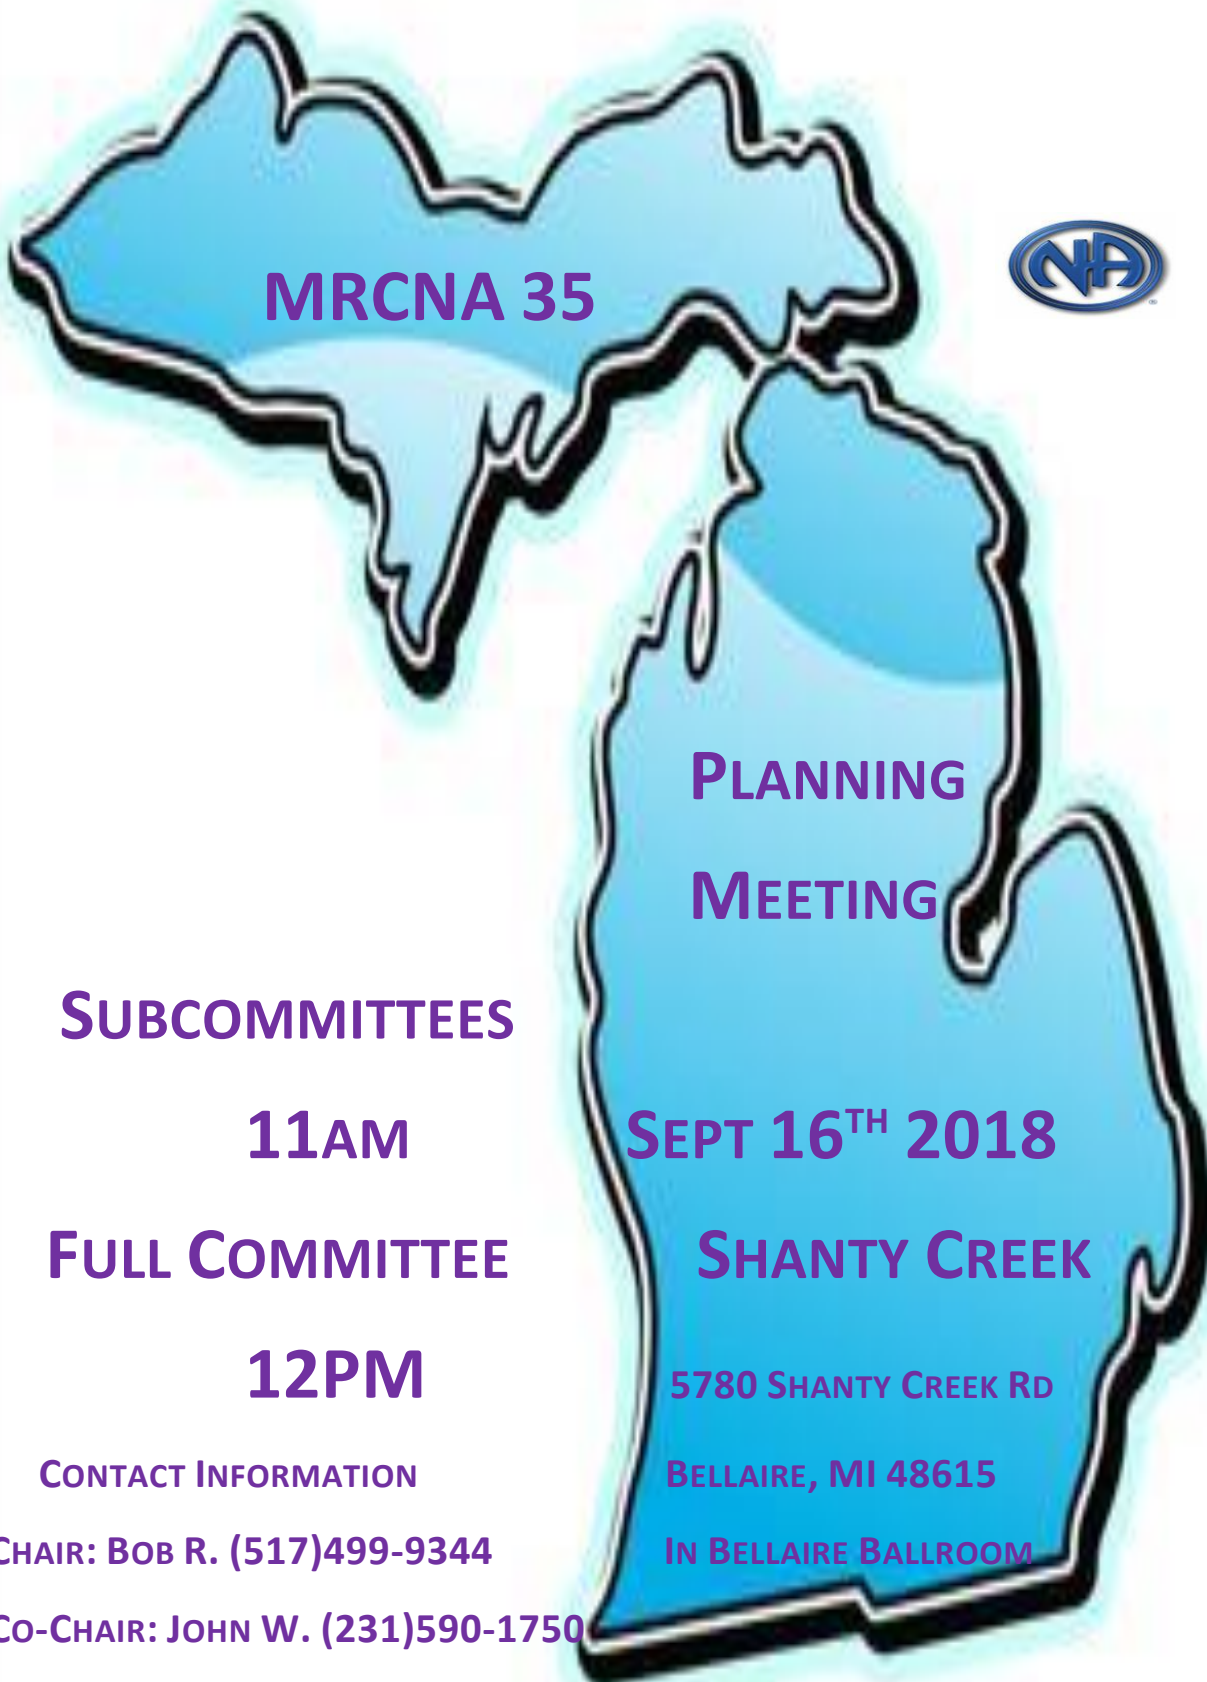 MRCNA 35
NA
PLANNING
MEETING
SUBCOMMITTEES
11AM
SEPT 16TH 2018
FULL COMMITTEE
SHANTY CREEK
12PM
5780 SHANTY CREEK RD
CONTACT INFORMATION
BELLAIRE, MI 48615
CHAIR: BOB R. (517)499-9344
IN BELLAIRE BALLROOM
CO-CHAIR: JOHN W. (231)590-1750